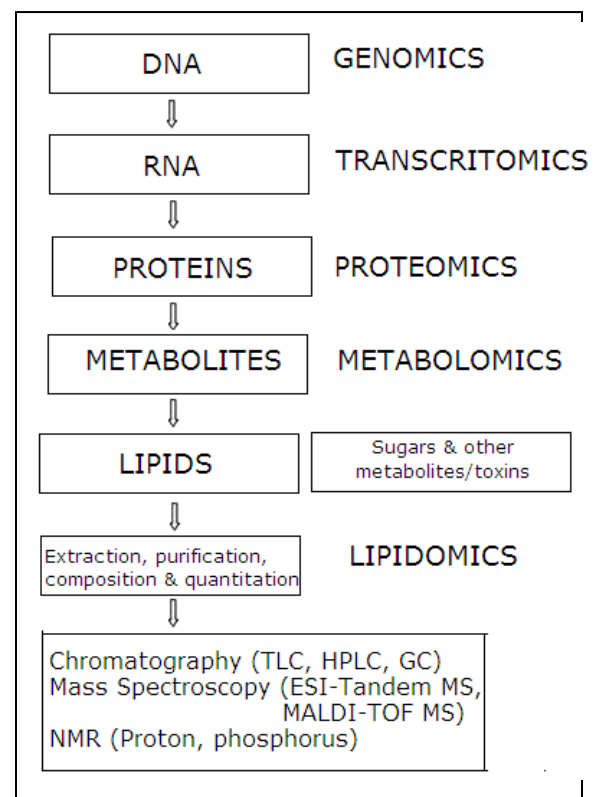 DNA GENOMICS
RNA TRANSCRITOMICS
PROTEINS PROTEOMICS
METABOLITES METABOLOMICS
LIPIDS
Sugars & other
metabolites/toxins
Extraction, purification,
composition & quantitation
LIPIDOMICS
Chromatography (TLC, HPLC, GC)
Mass Spectroscopy (ESI-Tandem MS,
MALDI-TOF MS)
NMR (Proton, phosphorus)